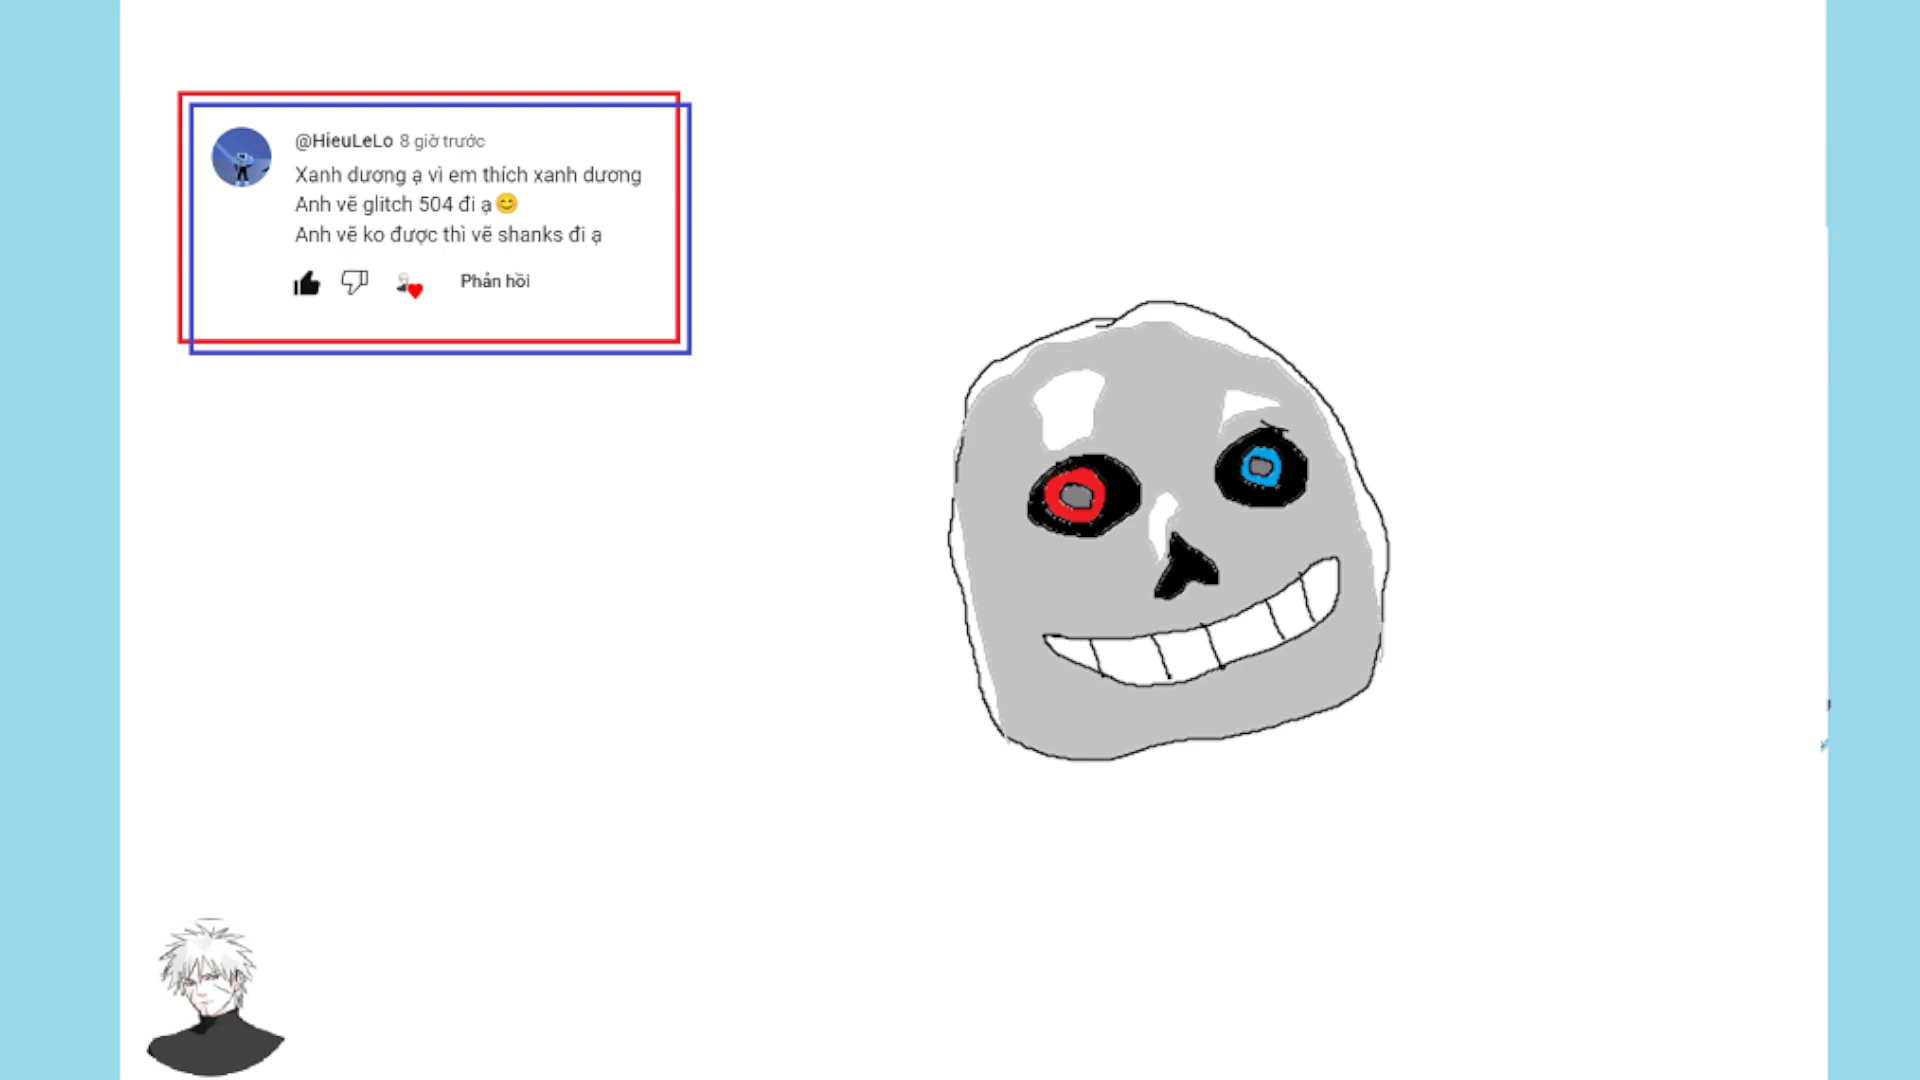 @HieuLeLo 8 giờ trước
Xanh dương ạ vì em thích xanh dương
Anh vẽ glitch 504 đi ạ😊
Anh vẽ ko được thì vẽ shanks đi ạ
Phản hồi